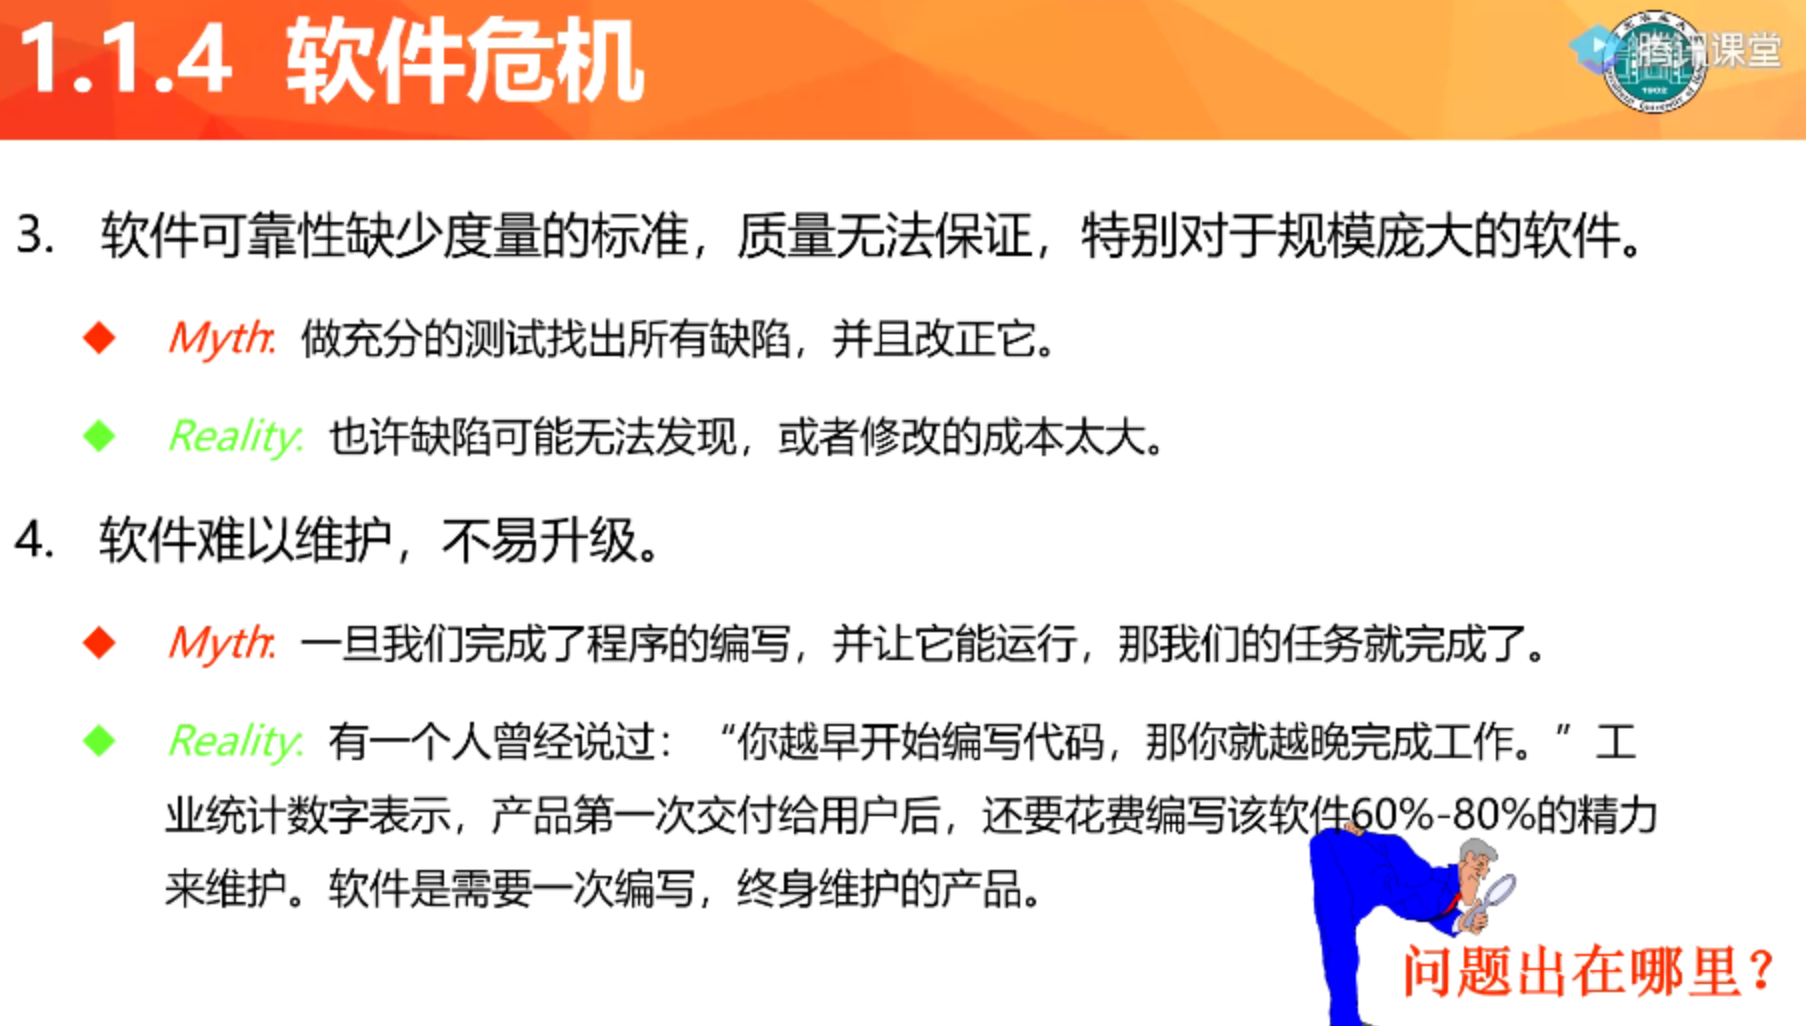 1.1.4 软件危机
腾讯课堂
1902
3. 软件可靠性缺少度量的标准，质量无法保证，特别对于规模庞大的软件。
◆ Myth: 做充分的测试找出所有缺陷，并且改正它。
◆ Reality: 也许缺陷可能无法发现，或者修改的成本太大。
4. 软件难以维护，不易升级。
◆ Myth: 一旦我们完成了程序的编写，并让它能运行，那我们的任务就完成了。
◆ Reality: 有一个人曾经说过：“你越早开始编写代码，那你就越晚完成工作。”工
业统计数字表示，产品第一次交付给用户后，还要花费编写该软件60%-80%的精力
来维护。软件是需要一次编写，终身维护的产品。
问题出在哪里？